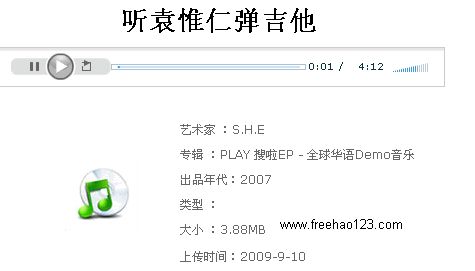 听袁惟仁弹吉他
0:01 / 4:12
艺术家 ：S.H.E
专辑 ：PLAY 搜啦EP - 全球华语Demo音乐
出品年代：2007
类型 ：
大小 ：3.88MB
www.freehao123.com
上传时间：2009-9-10